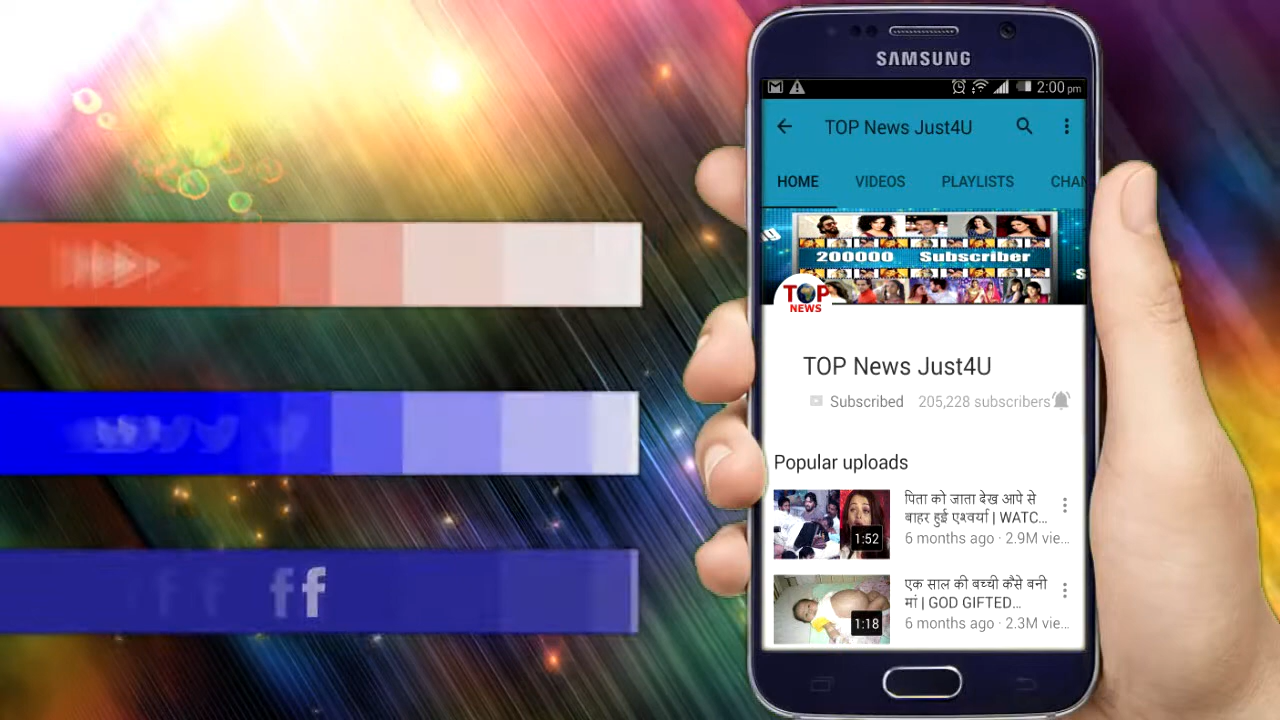 SAMSUNG
2:00 pm
TOP News Just4U
HOME VIDEOS PLAYLISTS CHAN
200000 Subscriber
TOP
NEWS
TOP News Just4U
Subscribed 205,228 subscribers
Popular uploads
पिता को जाता देख आपे से
बाहर हुई एश्वर्या | WATC...
1:52
6 months ago · 2.9M vie...
एक साल की बच्ची कैसे बनी
मां | GOD GIFTED...
1:18
6 months ago · 2.3M vie...